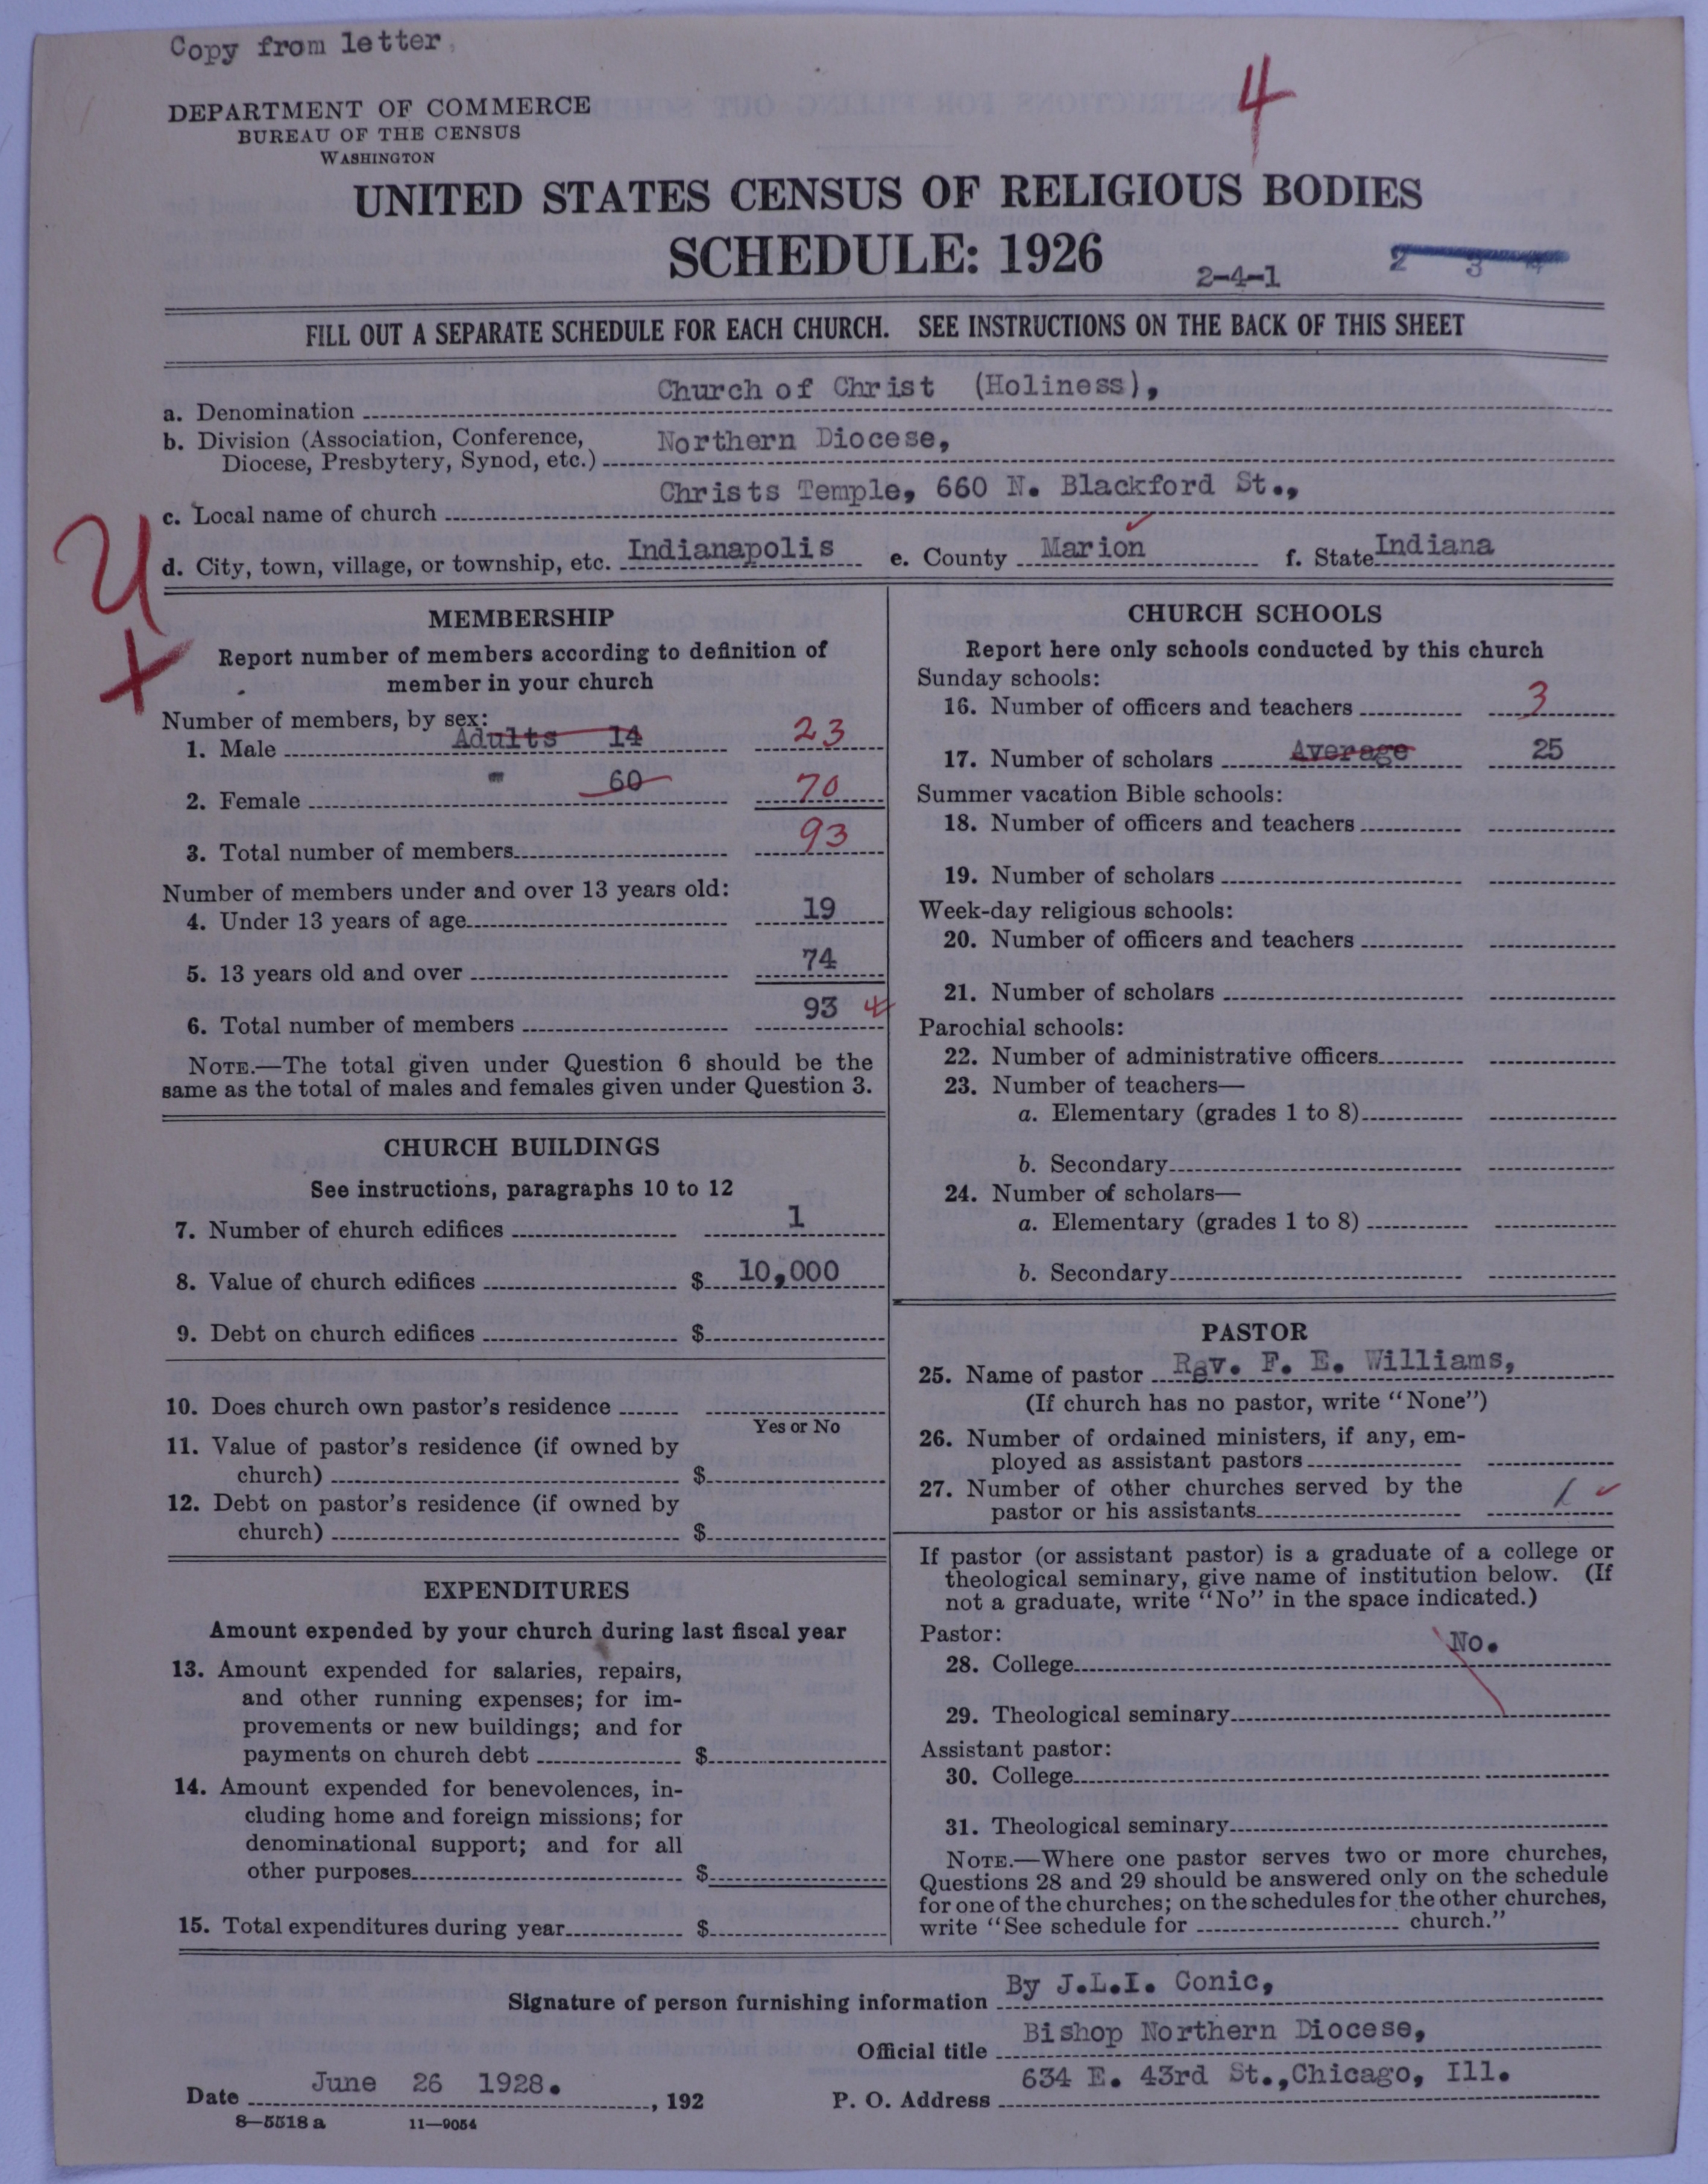 Copy from letter.
4
DEPARTMENT OF COMMERCE
BUREAU OF THE CENSUS
WASHINGTON
UNITED STATES CENSUS OF RELIGIOUS BODIES
SCHEDULE: 1926
2-4-1
2 3 4
FILL OUT A SEPARATE SCHEDULE FOR EACH CHURCH. SEE INSTRUCTIONS ON THE BACK OF THIS SHEET
a. Denomination Church of Christ (Holiness),
b. Division (Association, Conference, Diocese, Presbytery, Synod, etc.) Northern Diocese,
c. Local name of church Christs Temple, 660 N. Blackford St.,
d. City, town, village, or township, etc. Indianapolis e. County Marion f. State Indiana
MEMBERSHIP
Report number of members according to definition of
member in your church
Number of members, by sex:
1. Male Adults 14 23
2. Female " 60 70
3. Total number of members 93
Number of members under and over 13 years old:
4. Under 13 years of age 19
5. 13 years old and over 74
6. Total number of members 93
NOTE.—The total given under Question 6 should be the
same as the total of males and females given under Question 3.
CHURCH BUILDINGS
See instructions, paragraphs 10 to 12
7. Number of church edifices 1
8. Value of church edifices $ 10,000
9. Debt on church edifices $
10. Does church own pastor's residence
Yes or No
11. Value of pastor's residence (if owned by
church) $
12. Debt on pastor's residence (if owned by
church) $
EXPENDITURES
Amount expended by your church during last fiscal year
13. Amount expended for salaries, repairs,
and other running expenses; for im-
provements or new buildings; and for
payments on church debt $
14. Amount expended for benevolences, in-
cluding home and foreign missions; for
denominational support; and for all
other purposes $
15. Total expenditures during year $
CHURCH SCHOOLS
Report here only schools conducted by this church
Sunday schools:
16. Number of officers and teachers 3
17. Number of scholars Average 25
Summer vacation Bible schools:
18. Number of officers and teachers
19. Number of scholars
Week-day religious schools:
20. Number of officers and teachers
21. Number of scholars
Parochial schools:
22. Number of administrative officers
23. Number of teachers—
a. Elementary (grades 1 to 8)
b. Secondary
24. Number of scholars—
a. Elementary (grades 1 to 8)
b. Secondary
PASTOR
25. Name of pastor Rev. F. E. Williams,
(If church has no pastor, write "None")
26. Number of ordained ministers, if any, em-
ployed as assistant pastors
27. Number of other churches served by the
pastor or his assistants 1
If pastor (or assistant pastor) is a graduate of a college or
theological seminary, give name of institution below. (If
not a graduate, write "No" in the space indicated.)
Pastor:
28. College No.
29. Theological seminary
Assistant pastor:
30. College
31. Theological seminary
NOTE.—Where one pastor serves two or more churches,
Questions 28 and 29 should be answered only on the schedule
for one of the churches; on the schedules for the other churches,
write "See schedule for church."
Signature of person furnishing information By J.L.I. Conic,
Official title Bishop Northern Diocese,
Date June 26 1928. , 192 P. O. Address 634 E. 43rd St.,Chicago, Ill.
8—5518 a 11—9054